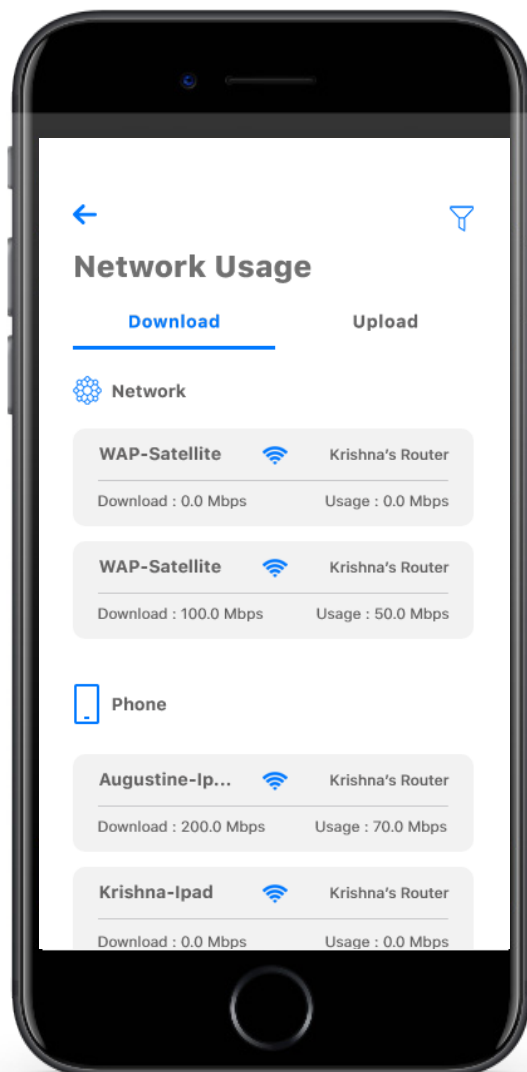 Network Usage
Download Upload
Network
WAP-Satellite Krishna's Router
Download : 0.0 Mbps Usage : 0.0 Mbps
WAP-Satellite Krishna's Router
Download : 100.0 Mbps Usage : 50.0 Mbps
Phone
Augustine-Ip... Krishna's Router
Download : 200.0 Mbps Usage : 70.0 Mbps
Krishna-Ipad Krishna's Router
Download : 0.0 Mbps Usage : 0.0 Mbps